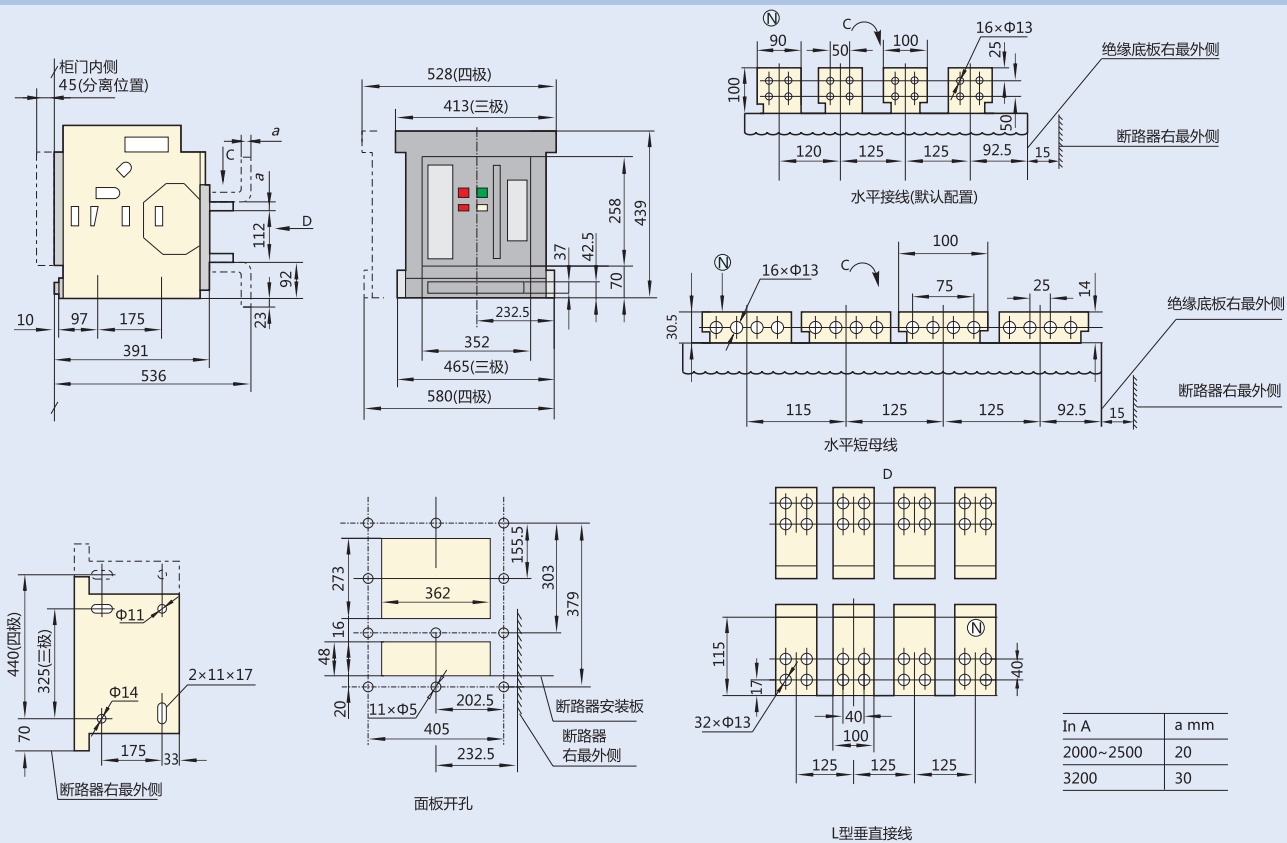 柜门内侧
45(分离位置)
a
C
a
112
D
92
23
10
97
175
391
536
528(四极)
413(三极)
258
439
37
42.5
70
232.5
352
465(三极)
580(四极)
N
C
90
50
100
16×Φ13
25
100
50
绝缘底板右最外侧
断路器右最外侧
120
125
125
92.5
15
水平接线(默认配置)
N
16×Φ13
C
100
75
25
14
30.5
绝缘底板右最外侧
断路器右最外侧
115
125
125
92.5
15
水平短母线
440(四极)
325(三极)
Φ11
2×11×17
Φ14
70
175
33
断路器右最外侧
155.5
303
379
273
362
16
48
20
11×Φ5
202.5
405
232.5
断路器安装板
断路器
右最外侧
面板开孔
D
N
115
17
40
32×Φ13
40
100
125
125
125
L型垂直接线
In A a mm
2000~2500 20
3200 30